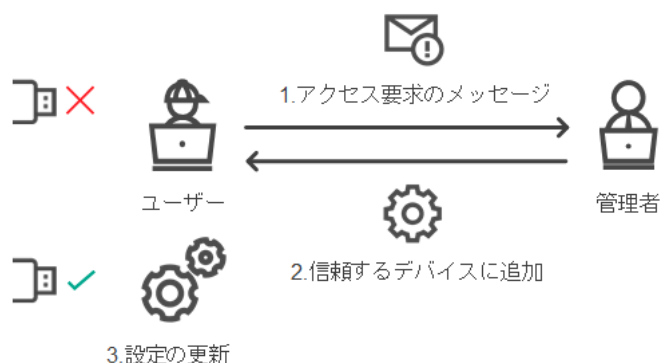 1.アクセス要求のメッセージ
ユーザー
管理者
2.信頼するデバイスに追加
3.設定の更新